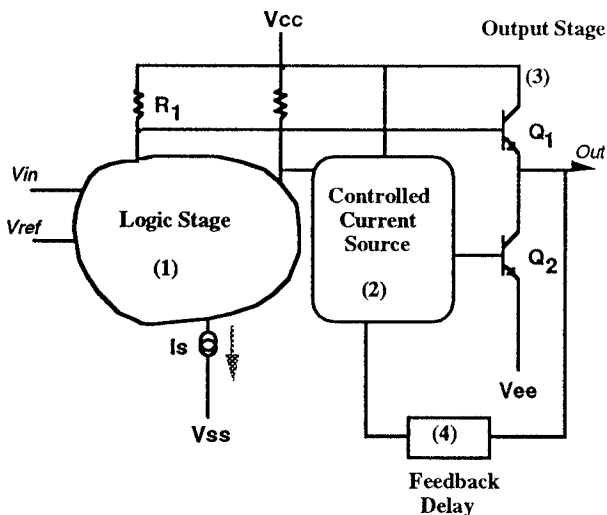 Vcc
Output Stage
(3)
R1
Q1
Vin
Out
Controlled
Current
Source
Logic Stage
Vref
(1)
(2)
Q2
Is
Vee
Vss
(4)
Feedback
Delay